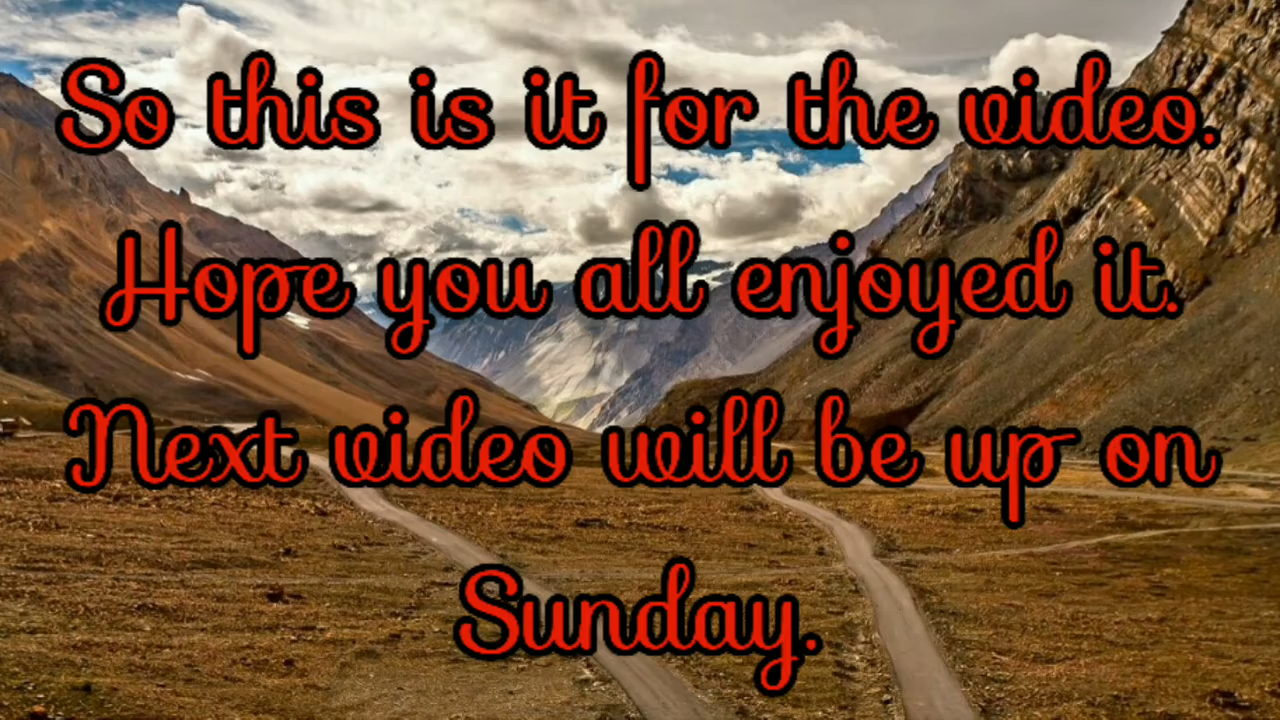 So this is it for the video.
Hope you all enjoyed it.
Next video will be up on
Sunday.